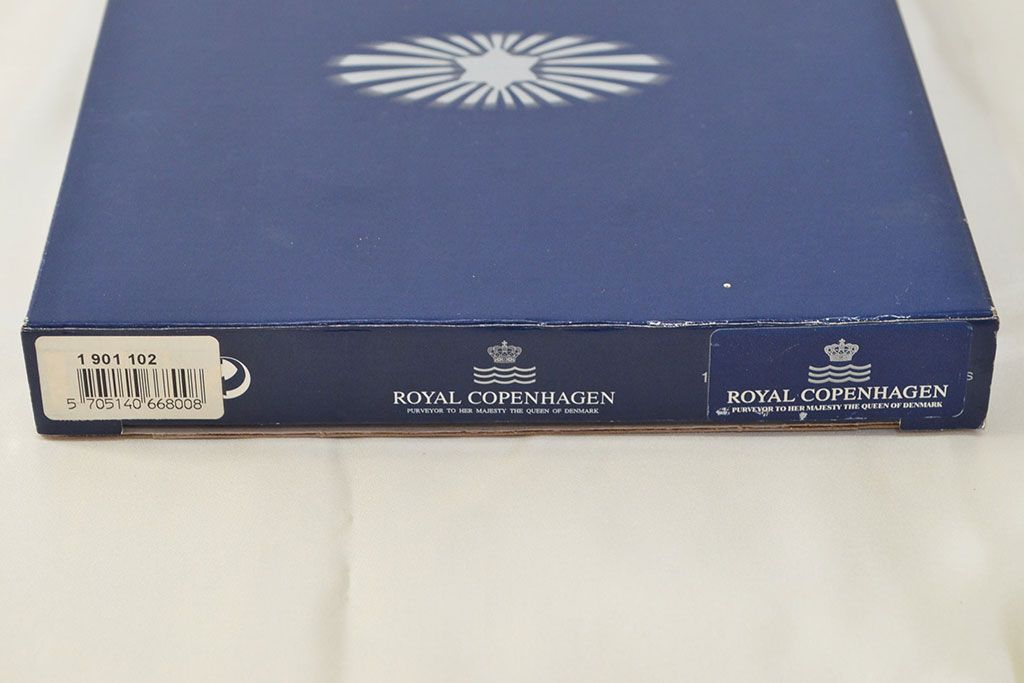 1 901 102
5 705140 668008
ROYAL COPENHAGEN
PURVEYOR TO HER MAJESTY THE QUEEN OF DENMARK
1
ROYAL COPENHAGEN
PURVEYOR TO HER MAJESTY THE QUEEN OF DENMARK
S